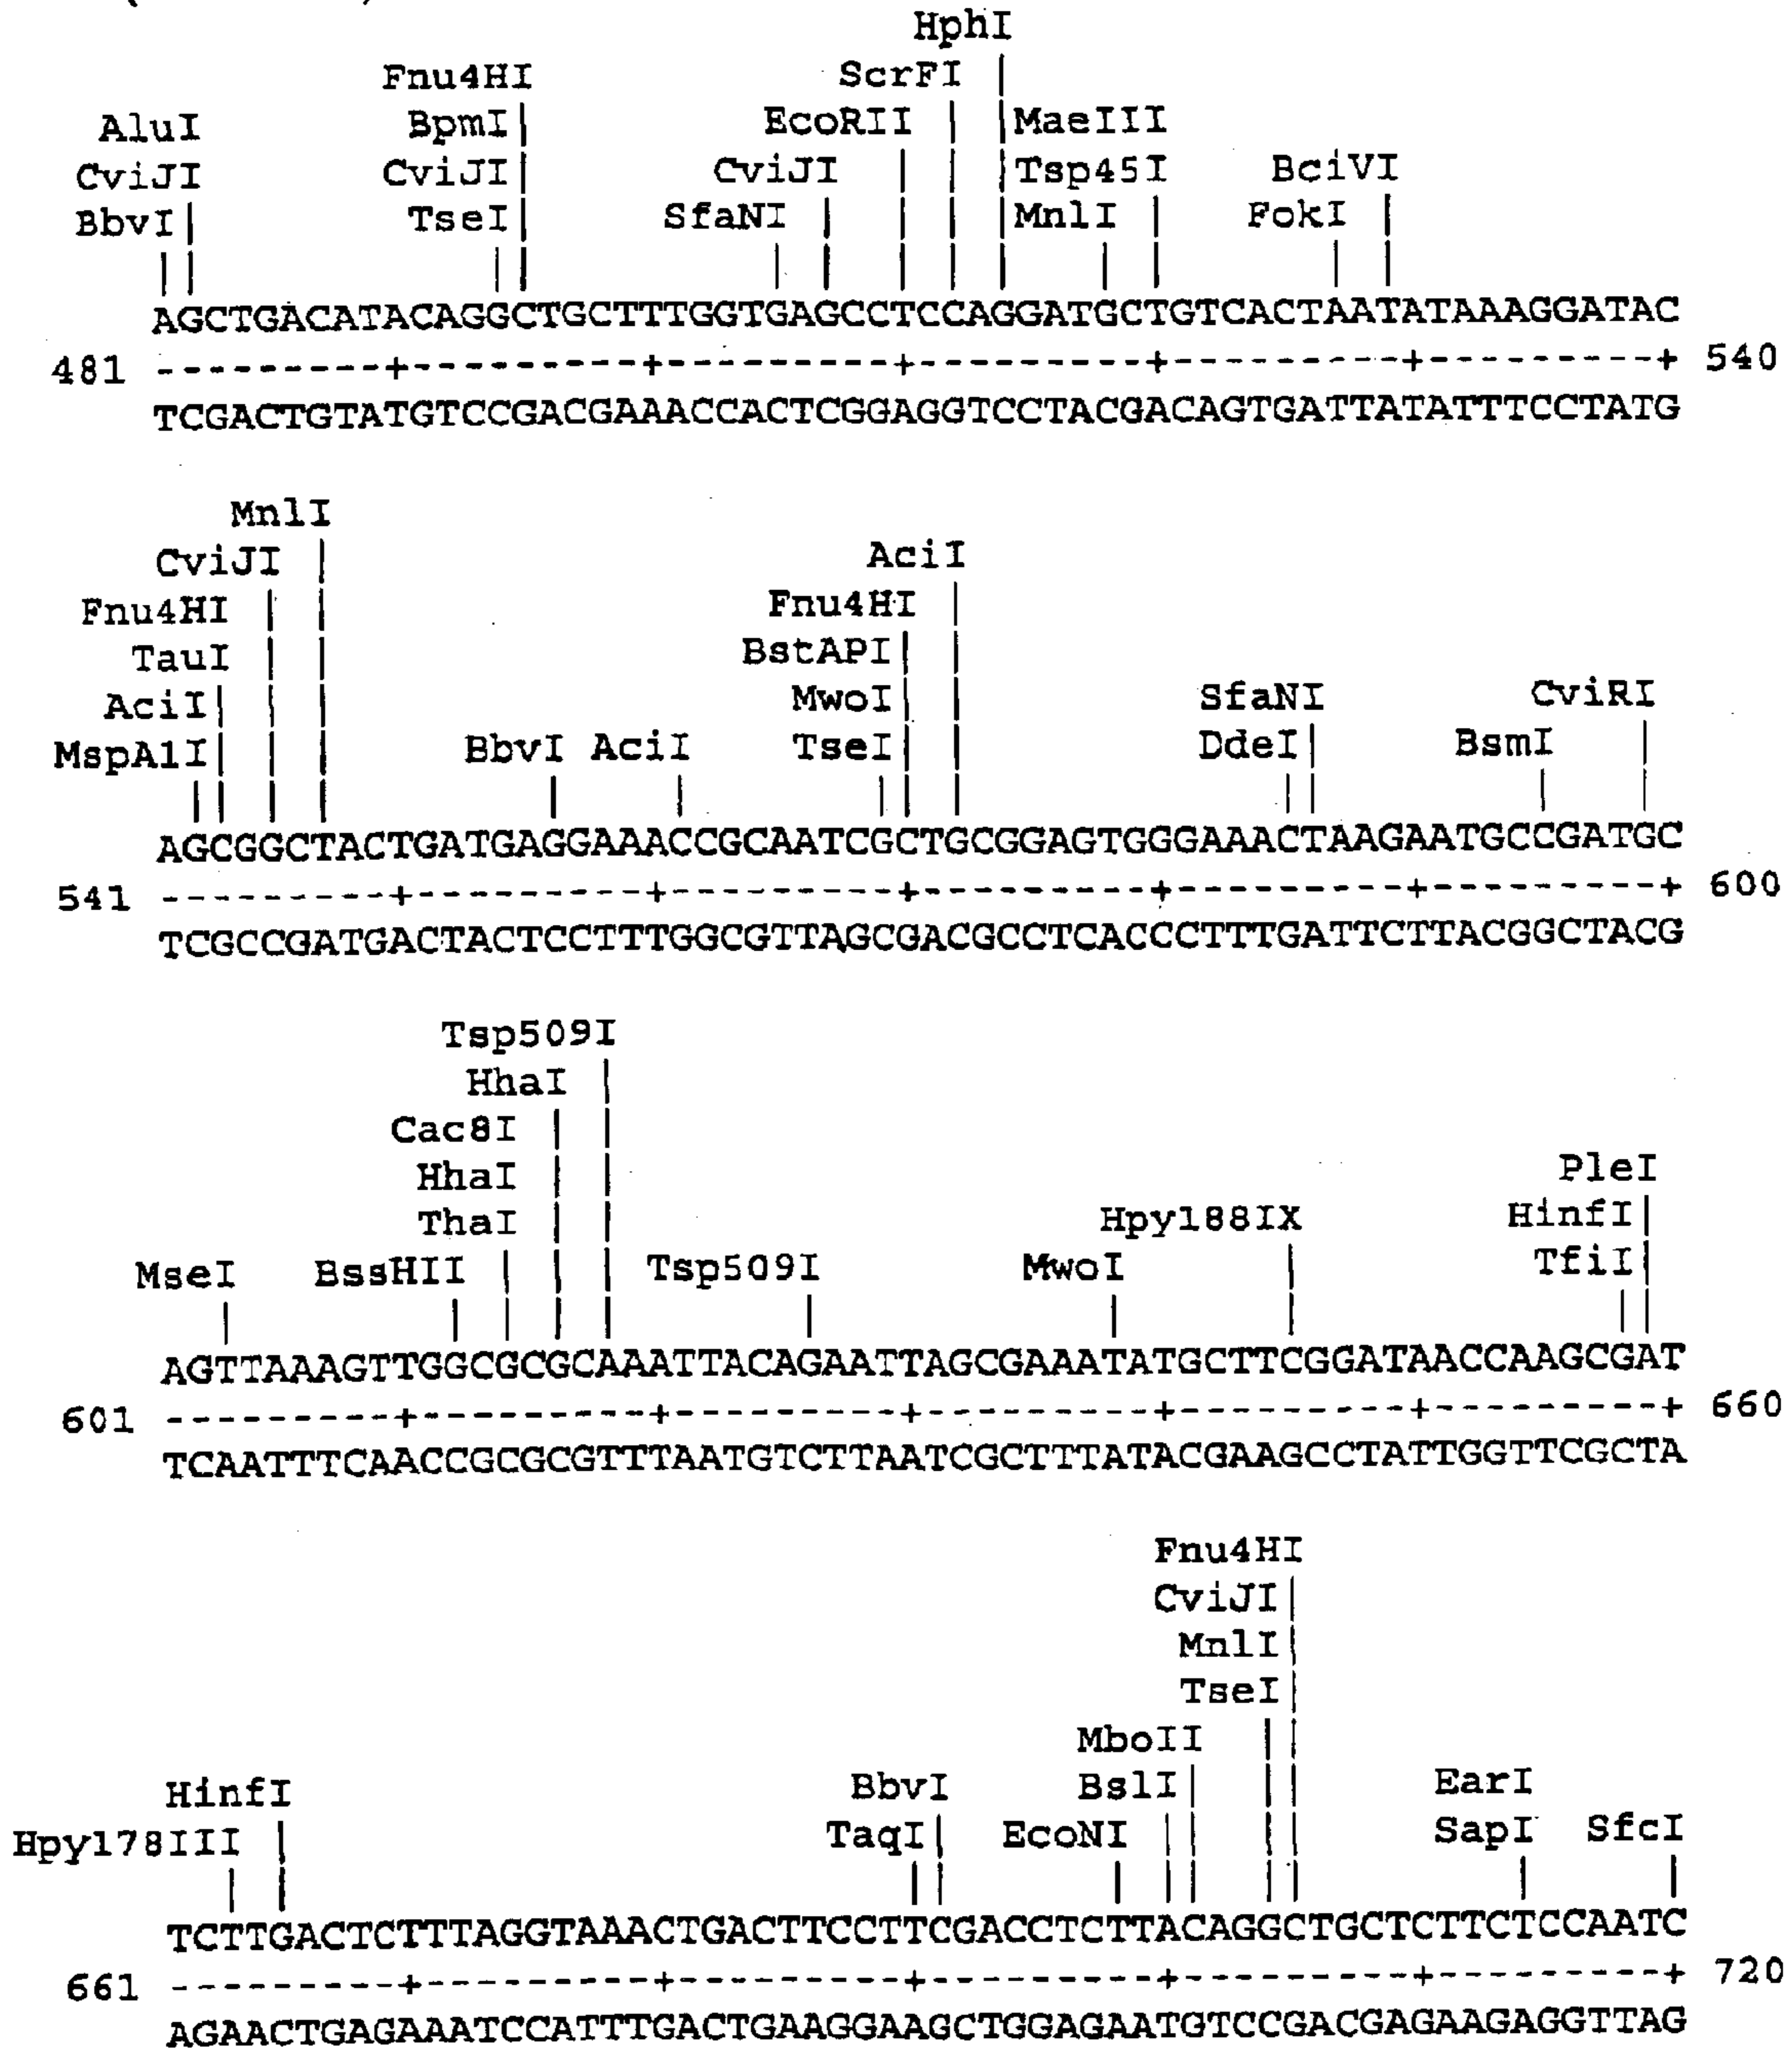 HphI
Fnu4HI ScrFI
AluI BpmI EcoRII MaeIII
CviJI CviJI CviJI Tsp45I BciVI
BbvI TseI SfaNI MnlI FokI
AGCTGACATACAGGCTGCTTTGGTGAGCCTCCAGGATGCTGTCACTAATATAAAGGATAC
481 ---------+---------+---------+---------+---------+---------+ 540
TCGACTGTATGTCCGACGAAACCACTCGGAGGTCCTACGACAGTGATTATATTTCCTATG
MnlI
CviJI AciI
Fnu4HI Fnu4HI
TauI BstAPI
AciI MwoI SfaNI CviRI
MspA1I BbvI AciI TseI DdeI BsmI
AGCGGCTACTGATGAGGAAACCGCAATCGCTGCGGAGTGGGAAACTAAGAATGCCGATGC
541 ---------+---------+---------+---------+---------+---------+ 600
TCGCCGATGACTACTCCTTTGGCGTTAGCGACGCCTCACCCTTTGATTCTTACGGCTACG
Tsp509I
HhaI
Cac8I
HhaI PleI
ThaI Hpy188IX HinfI
MseI BssHII Tsp509I MwoI TfiI
AGTTAAAGTTGGCGCGCAAATTACAGAATTAGCGAAATATGCTTCGGATAACCAAGCGAT
601 ---------+---------+---------+---------+---------+---------+ 660
TCAATTTCAACCGCGCGTTTAATGTCTTAATCGCTTTATACGAAGCCTATTGGTTCGCTA
Fnu4HI
CviJI
MnlI
TseI
MboII
HinfI BbvI BslI EarI
Hpy178III TaqI EcoNI SapI SfcI
TCTTGACTCTTTAGGTAAACTGACTTCCTTCGACCTCTTACAGGCTGCTCTTCTCCAATC
661 ---------+---------+---------+---------+---------+---------+ 720
AGAACTGAGAAATCCATTTGACTGAAGGAAGCTGGAGAATGTCCGACGAGAAGAGGTTAG